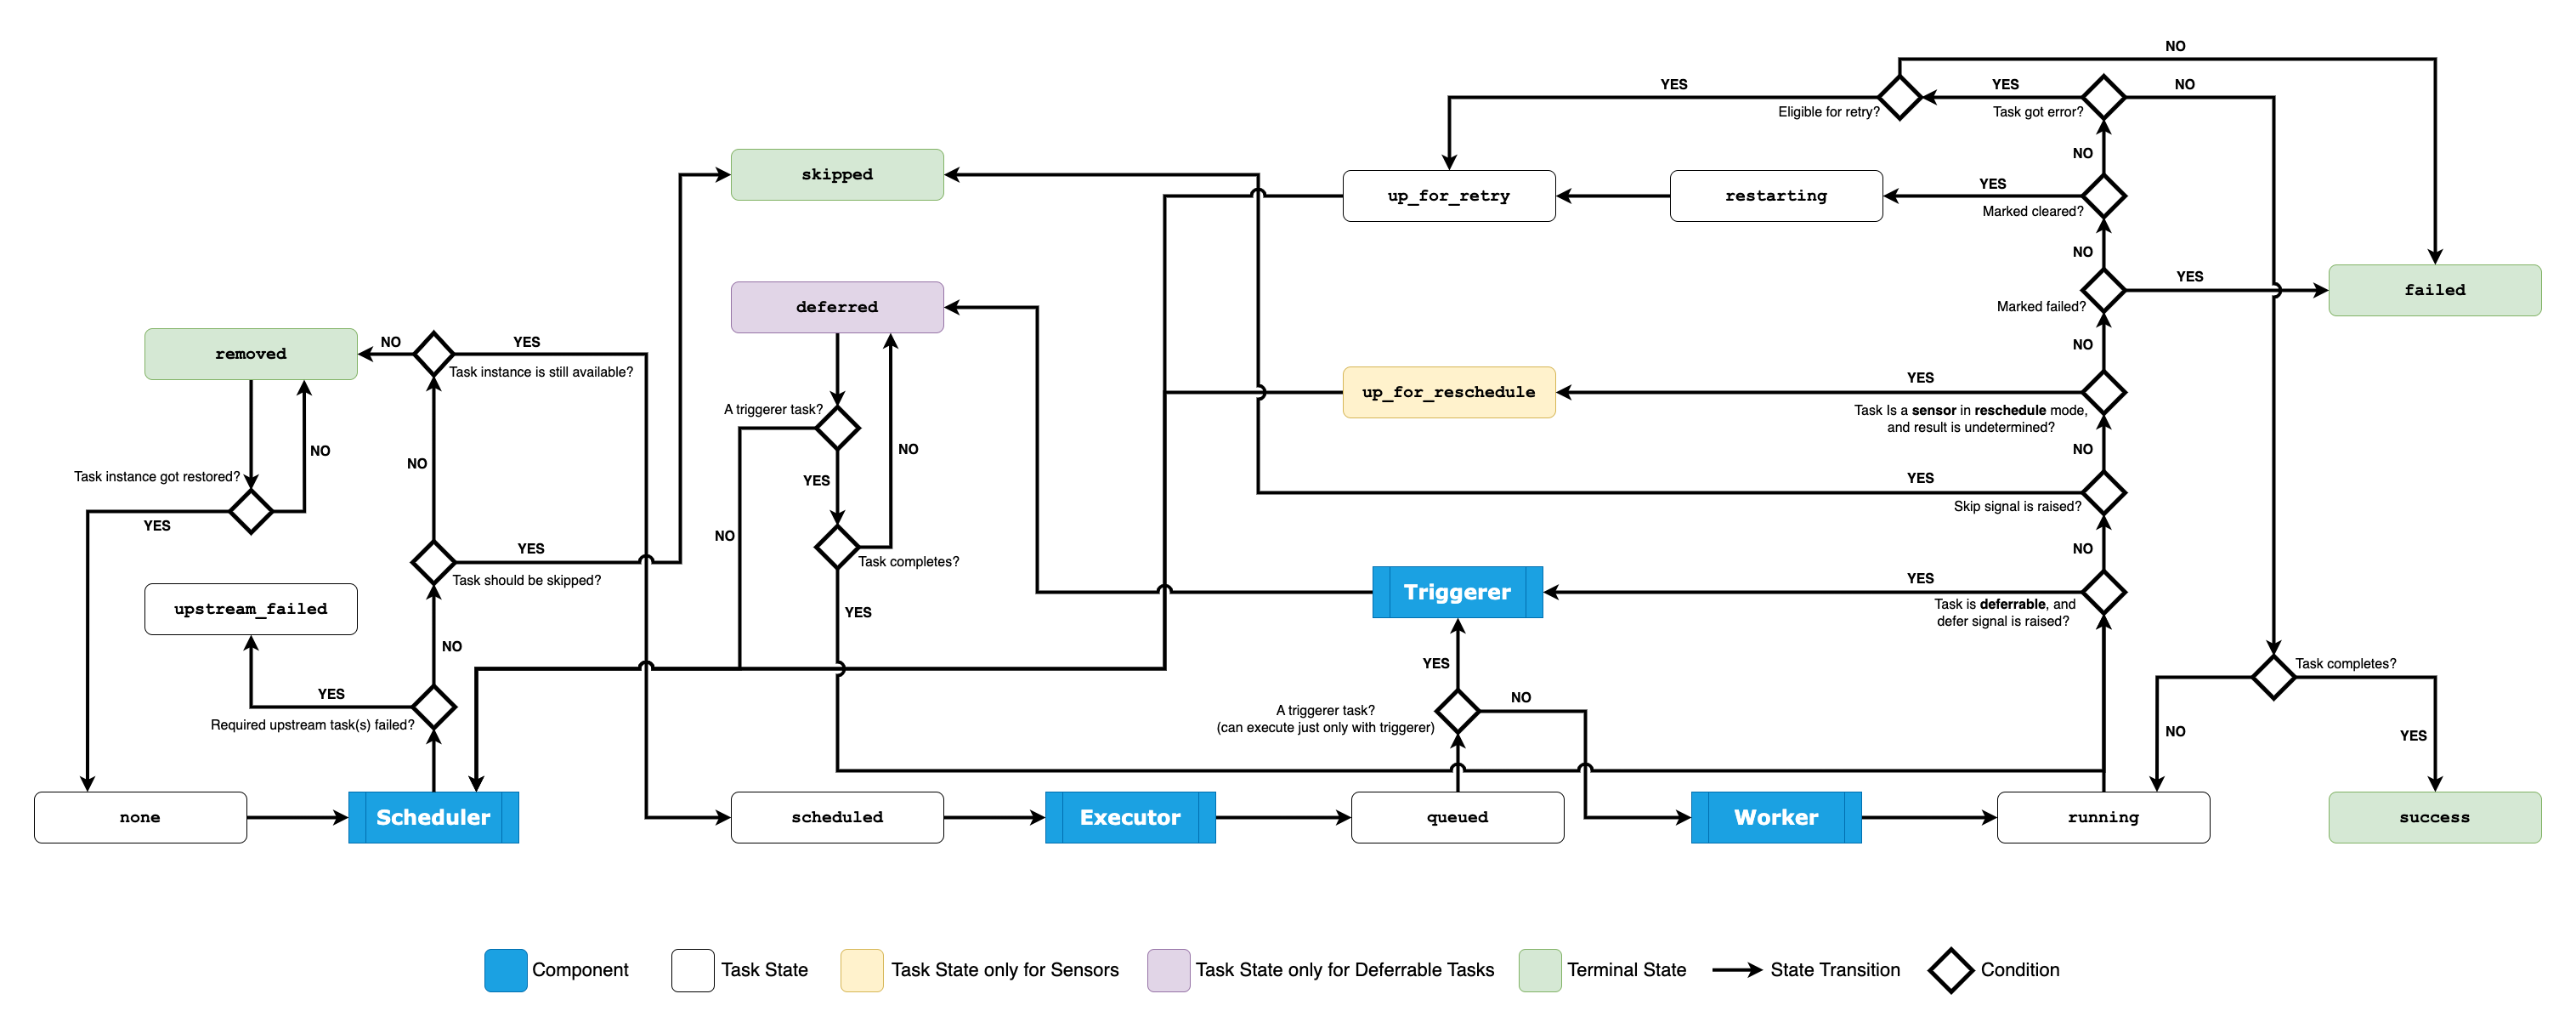 NO
YES
YES
NO
Eligible for retry?
Task got error?
NO
skipped
up_for_retry
restarting
YES
Marked cleared?
NO
deferred
YES
failed
Marked failed?
removed
NO
YES
Task instance is still available?
NO
up_for_reschedule
YES
Task Is a sensor in reschedule mode,
and result is undetermined?
A triggerer task?
NO
NO
NO
NO
Task instance got restored?
YES
YES
YES
Skip signal is raised?
NO
YES
Task should be skipped?
Task completes?
NO
upstream_failed
YES
Triggerer
YES
Task is deferrable, and
defer signal is raised?
NO
YES
Task completes?
YES
Required upstream task(s) failed?
NO
A triggerer task?
(can execute just only with triggerer)
NO
YES
none
Scheduler
scheduled
Executor
queued
Worker
running
success
Component
Task State
Task State only for Sensors
Task State only for Deferrable Tasks
Terminal State
State Transition
Condition